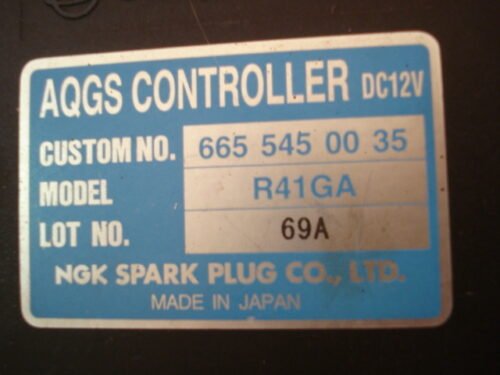 AQGS CONTROLLER DC12V
CUSTOM NO. 665 545 00 35
MODEL R41GA
LOT NO. 69A
NGK SPARK PLUG CO., LTD.
MADE IN JAPAN